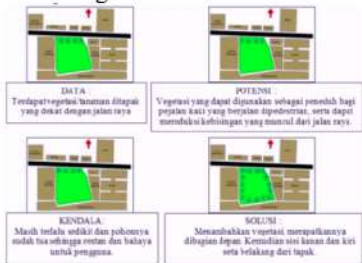 DATA :
Terdapat vegetasi/tanaman ditapak
yang dekat dengan jalan raya
POTENSI :
Vegetasi yang dapat digunakan sebagai peneduh bagi
pejalan kaki yang berjalan dipedestrias, serta dapat
mereduksi kebisingan yang muncul dari jalan raya.
KENDALA:
Masih terlalu sedikit dan pohonnya
sudah tua sehingga rentan dan bahaya
untuk pengguna.
SOLUSI :
Menambahkan vegetasi, merapatkannya
dibagian depan. Kemudian sisi kanan dan kiri
seta belakang dari tapak.